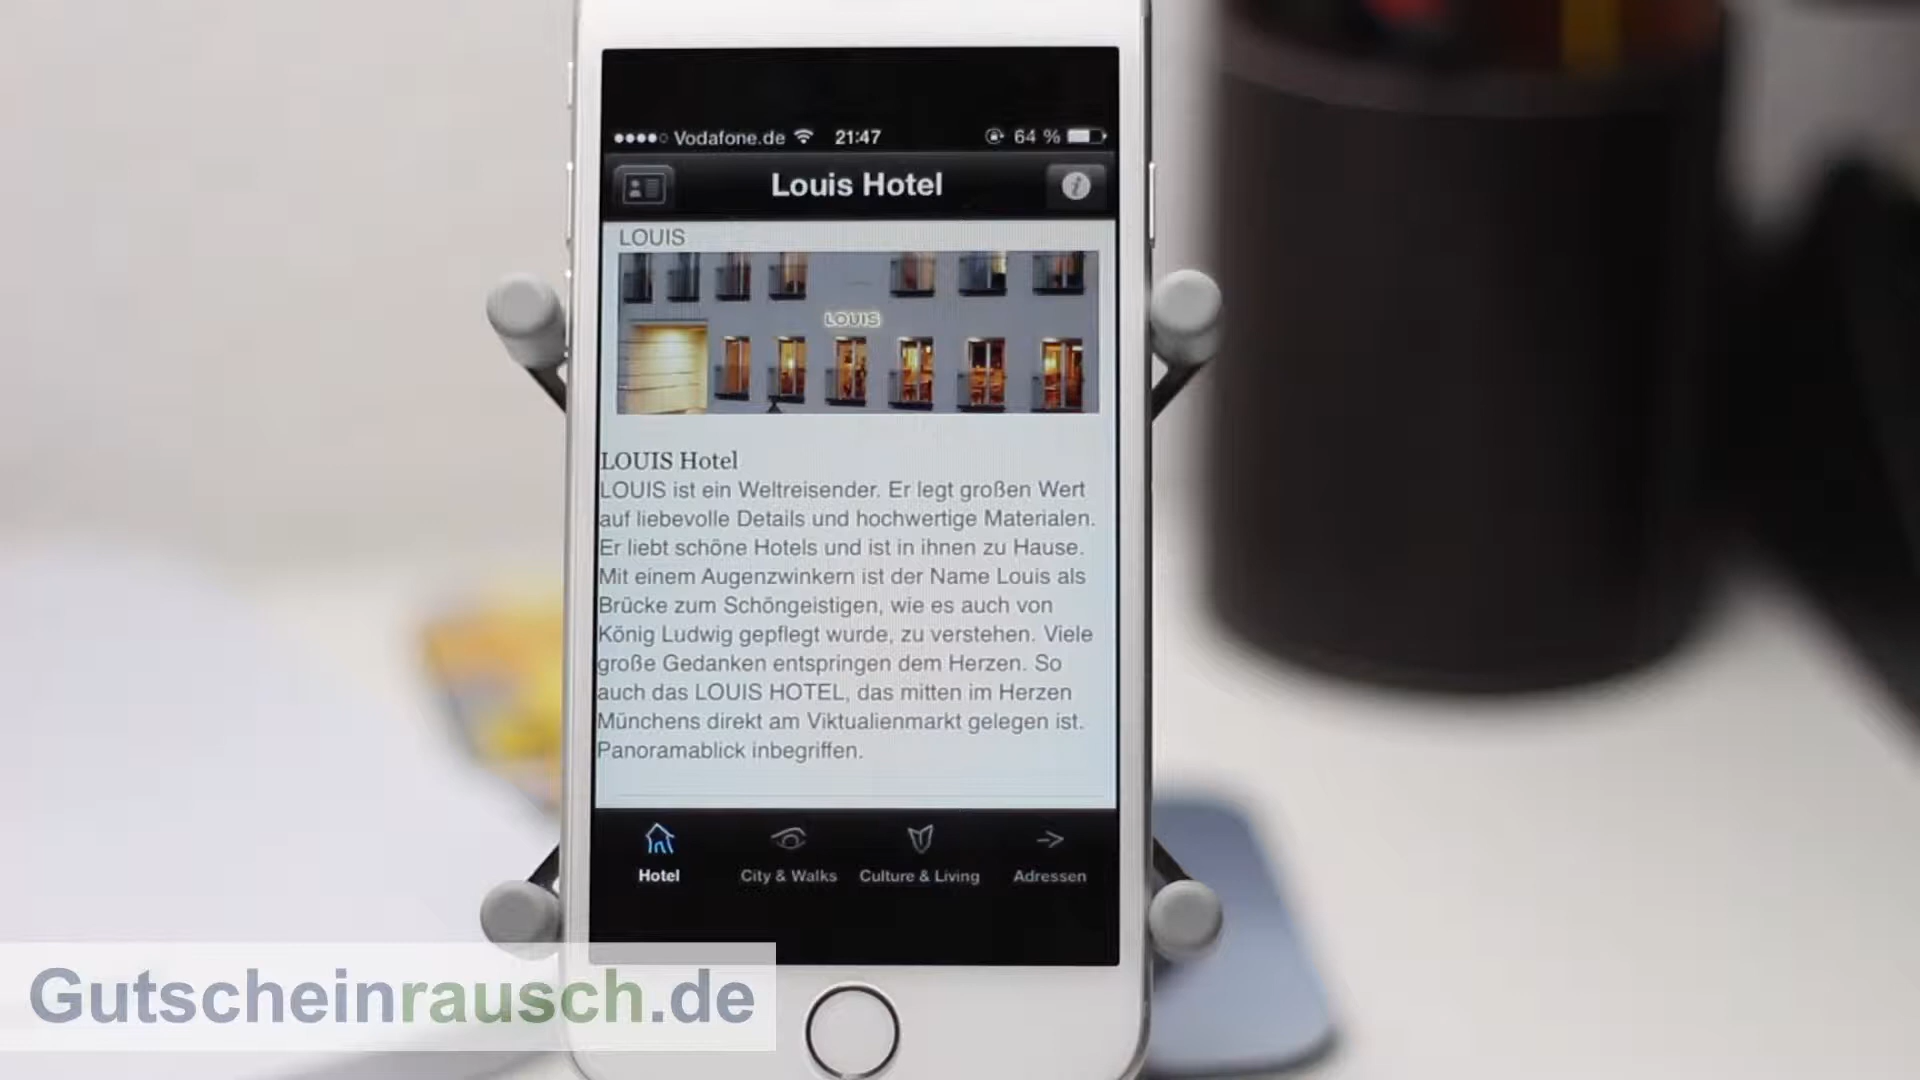 Vodafone.de 21:47 64 %
Louis Hotel
LOUIS
LOUIS
LOUIS Hotel
LOUIS ist ein Weltreisender. Er legt großen Wert
auf liebevolle Details und hochwertige Materialen.
Er liebt schöne Hotels und ist in ihnen zu Hause.
Mit einem Augenzwinkern ist der Name Louis als
Brücke zum Schöngeistigen, wie es auch von
König Ludwig gepflegt wurde, zu verstehen. Viele
große Gedanken entspringen dem Herzen. So
auch das LOUIS HOTEL, das mitten im Herzen
Münchens direkt am Viktualienmarkt gelegen ist.
Panoramablick inbegriffen.
Hotel City & Walks Culture & Living Adressen
Gutscheinrausch.de